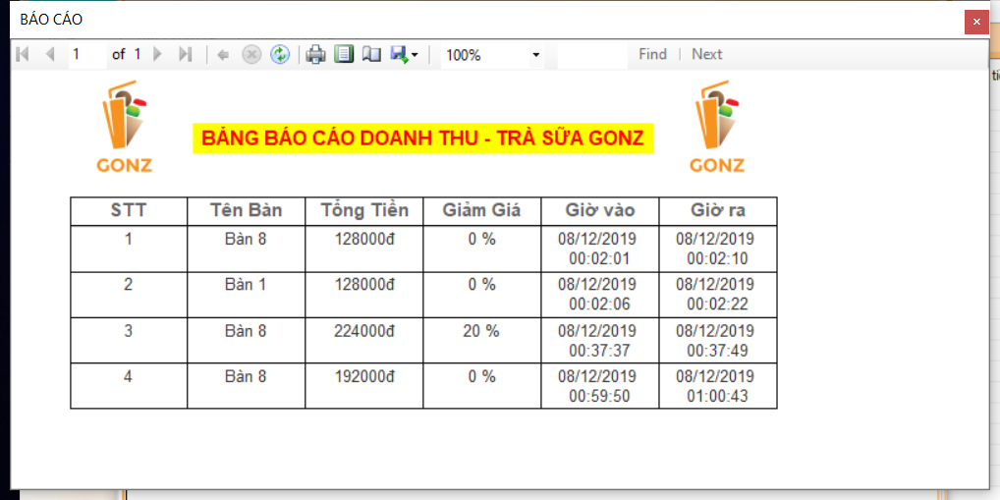 BÁO CÁO
1 of 1 100% Find Next
BẢNG BÁO CÁO DOANH THU - TRÀ SỮA GONZ
GONZ GONZ
STT Tên Bàn Tổng Tiền Giảm Giá Giờ vào Giờ ra
1 Bàn 8 128000đ 0 % 08/12/2019 08/12/2019
00:02:01 00:02:10
2 Bàn 1 128000đ 0 % 08/12/2019 08/12/2019
00:02:06 00:02:22
3 Bàn 8 224000đ 20 % 08/12/2019 08/12/2019
00:37:37 00:37:49
4 Bàn 8 192000đ 0 % 08/12/2019 08/12/2019
00:59:50 01:00:43